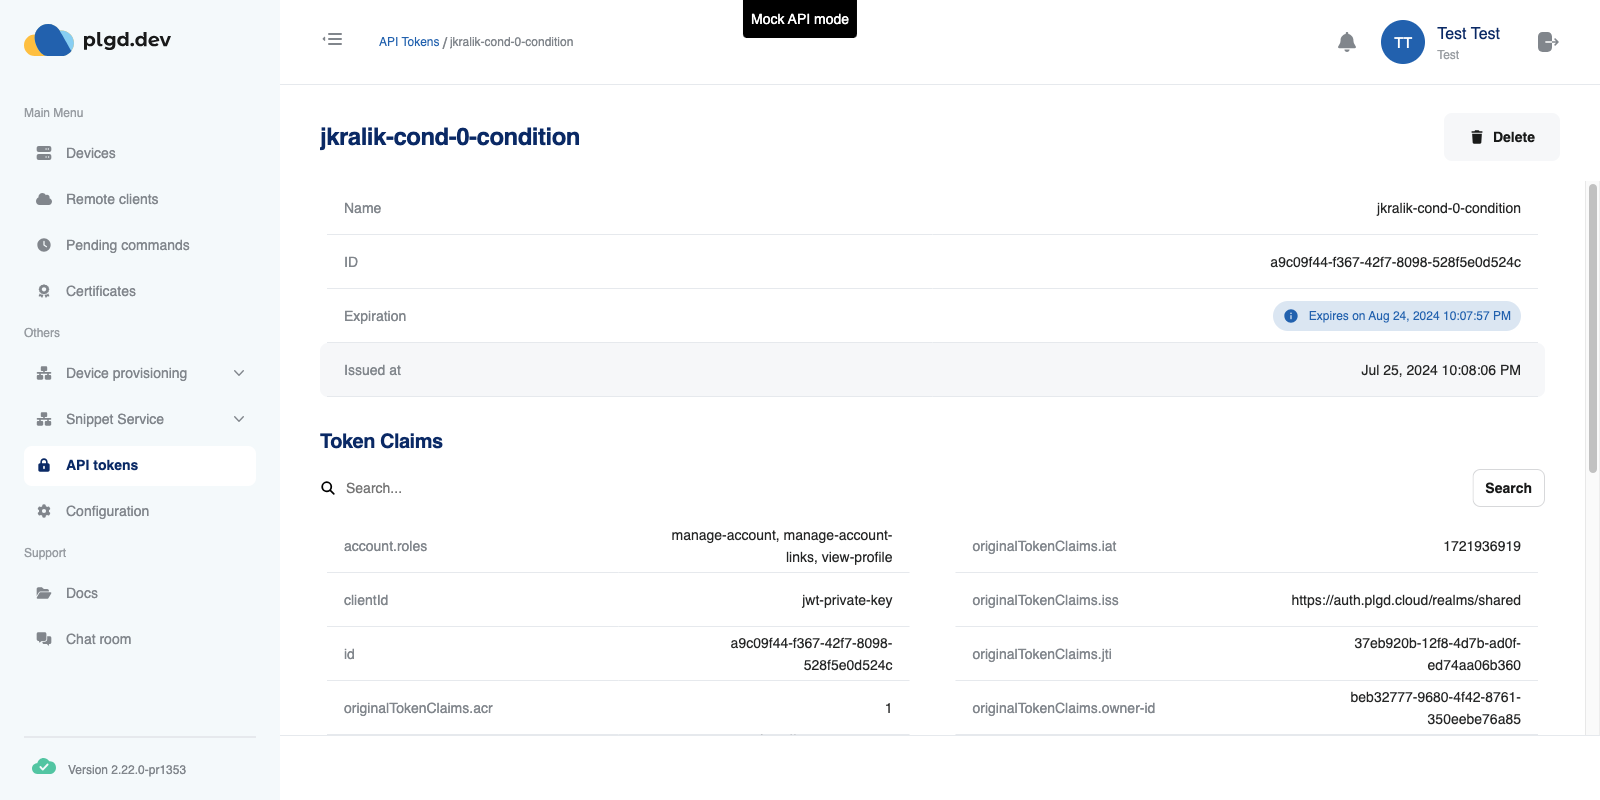 Mock API mode
plgd.dev
API Tokens / jkralik-cond-0-condition
TT
Test Test
Test
Main Menu
Devices
Remote clients
Pending commands
Certificates
Others
Device provisioning
Snippet Service
API tokens
Configuration
Support
Docs
Chat room
Version 2.22.0-pr1353
jkralik-cond-0-condition
Delete
Name
jkralik-cond-0-condition
ID
a9c09f44-f367-42f7-8098-528f5e0d524c
Expiration
Expires on Aug 24, 2024 10:07:57 PM
Issued at
Jul 25, 2024 10:08:06 PM
Token Claims
Search...
Search
account.roles
manage-account, manage-account-
links, view-profile
originalTokenClaims.iat
1721936919
clientId
jwt-private-key
originalTokenClaims.iss
https://auth.plgd.cloud/realms/shared
id
a9c09f44-f367-42f7-8098-
528f5e0d524c
originalTokenClaims.jti
37eb920b-12f8-4d7b-ad0f-
ed74aa06b360
originalTokenClaims.acr
1
originalTokenClaims.owner-id
beb32777-9680-4f42-8761-
350eebe76a85